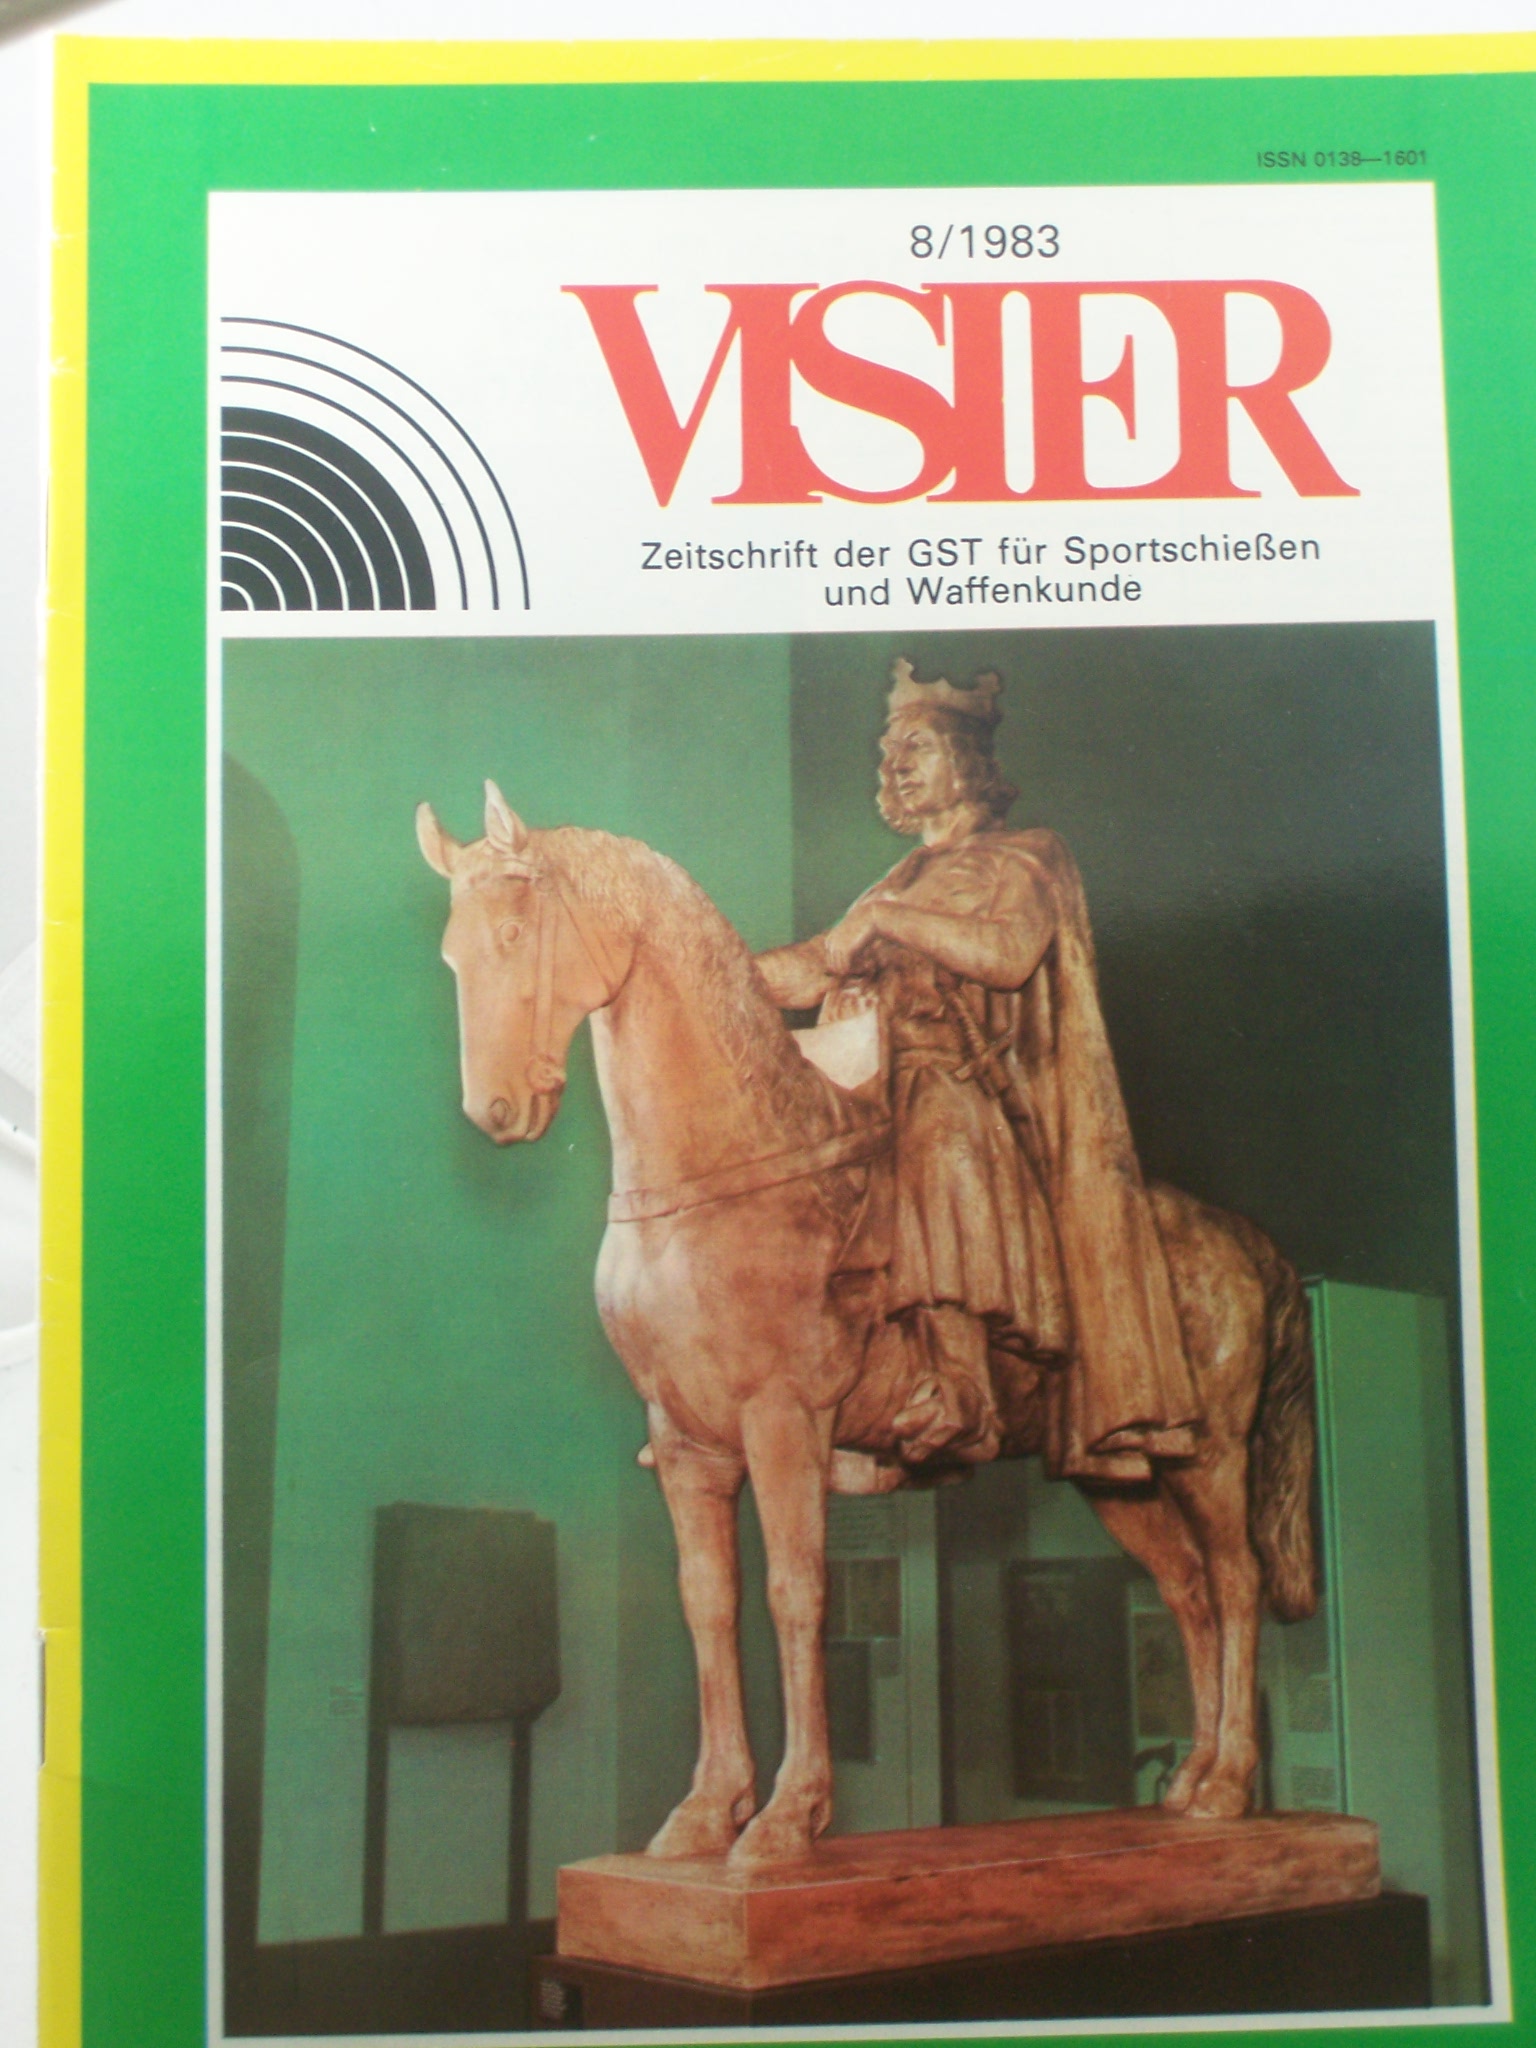 ISSN 0138—1601
8/1983
VISIER
Zeitschrift der GST für Sportschießen
und Waffenkunde